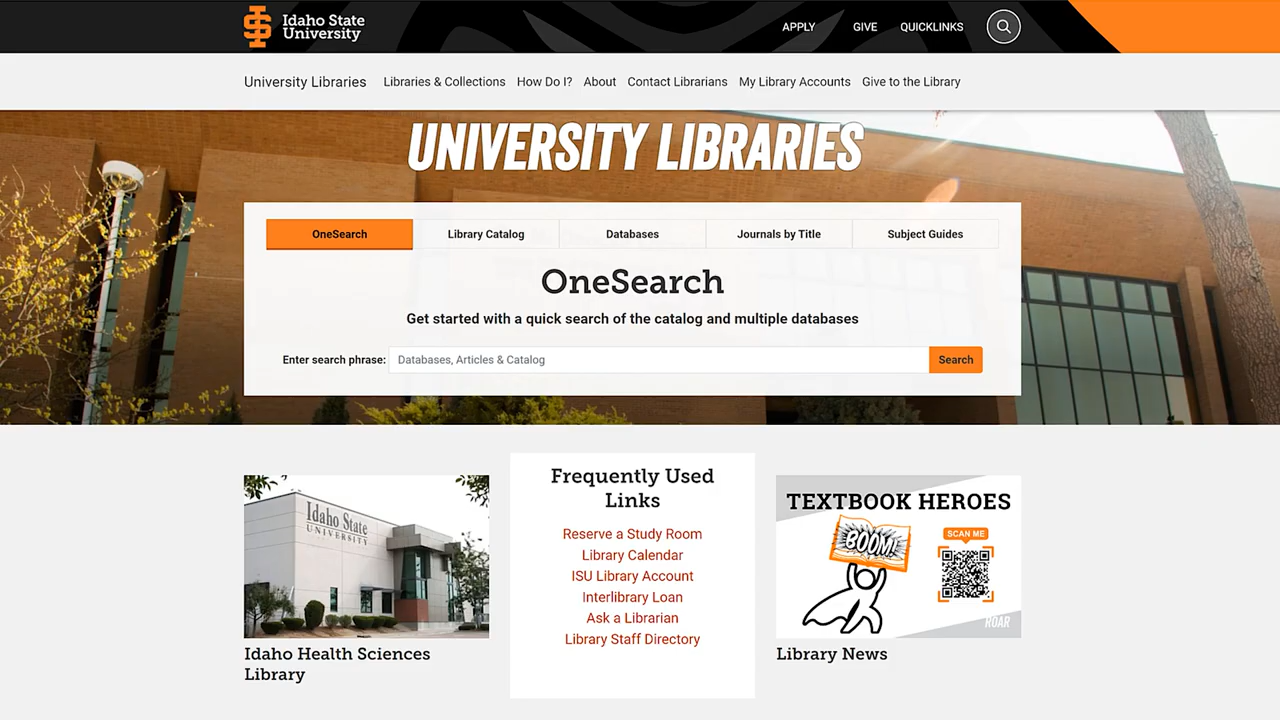 Idaho State
University
APPLY GIVE QUICKLINKS
University Libraries Libraries & Collections How Do I? About Contact Librarians My Library Accounts Give to the Library
UNIVERSITY LIBRARIES
OneSearch Library Catalog Databases Journals by Title Subject Guides
OneSearch
Get started with a quick search of the catalog and multiple databases
Enter search phrase: Databases, Articles & Catalog Search
Idaho State
UNIVERSITY
Idaho Health Sciences
Library
Frequently Used
Links
Reserve a Study Room
Library Calendar
ISU Library Account
Interlibrary Loan
Ask a Librarian
Library Staff Directory
TEXTBOOK HEROES
BOOM!
SCAN ME
ROAR
Library News